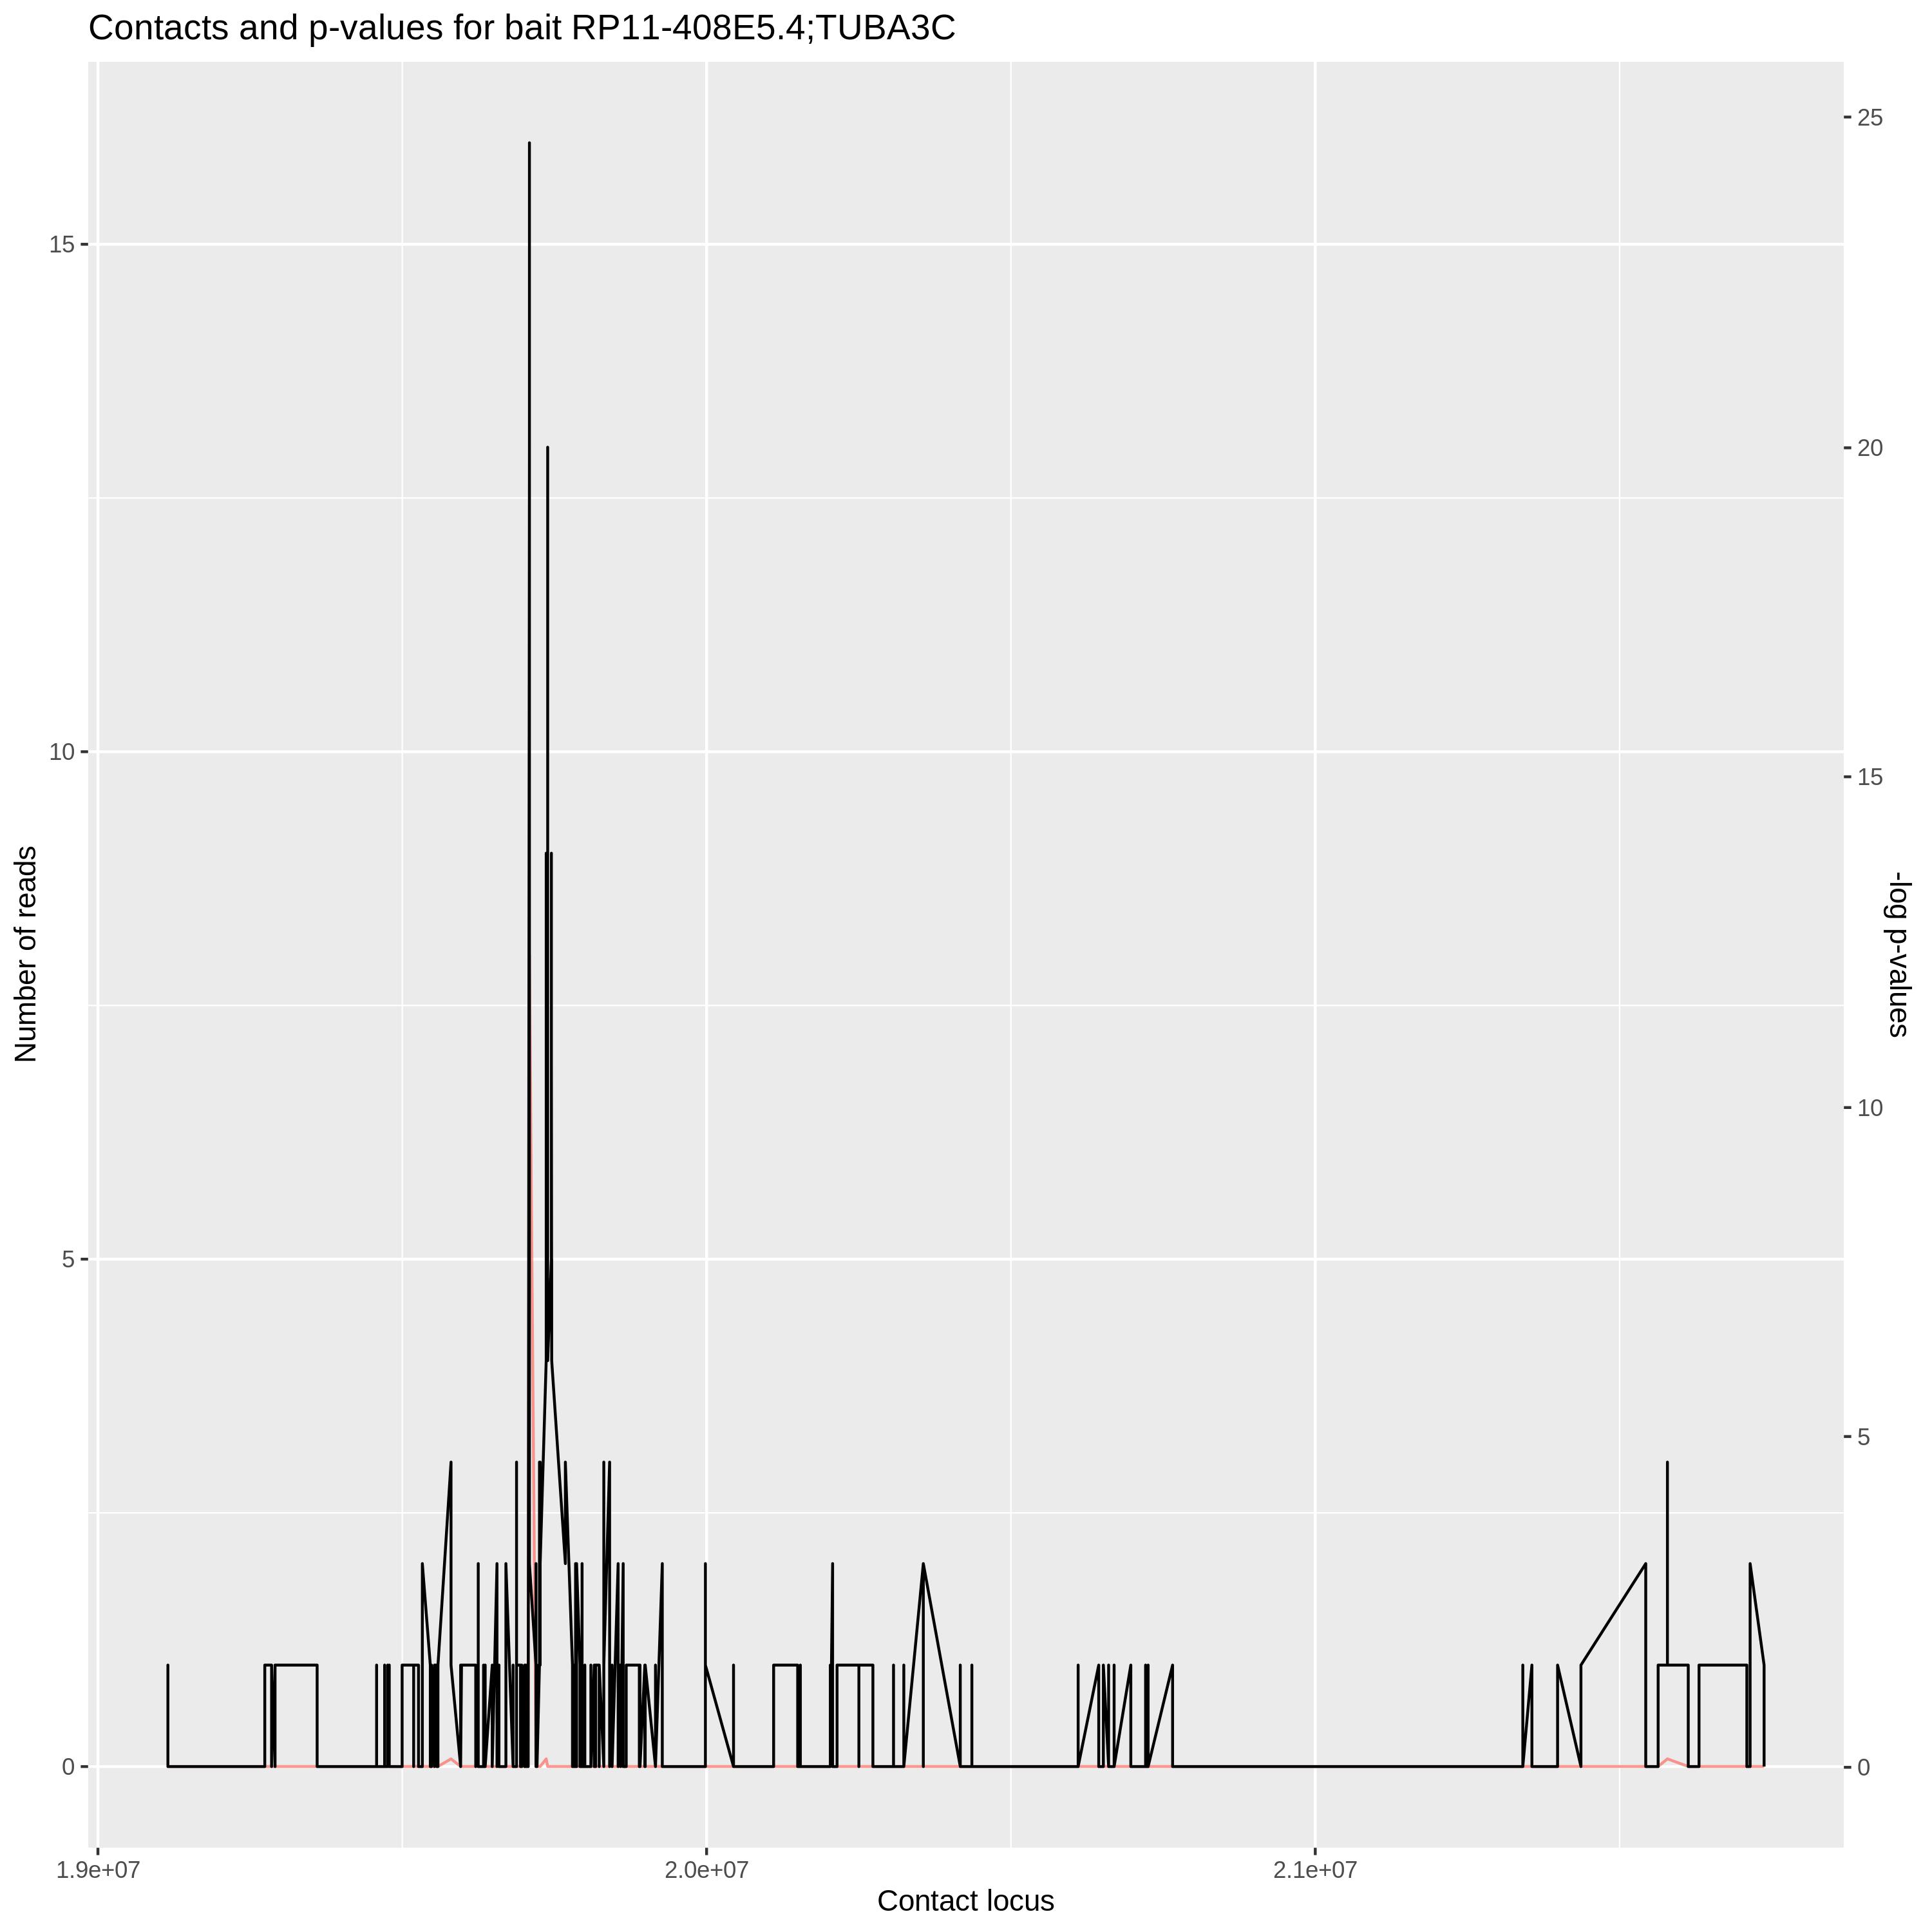 Contacts and p-values for bait RP11-408E5.4;TUBA3C
25
15
20
10
15
Number of reads
-log p-values
10
5
5
0
0
1.9e+07
2.0e+07
2.1e+07
Contact locus